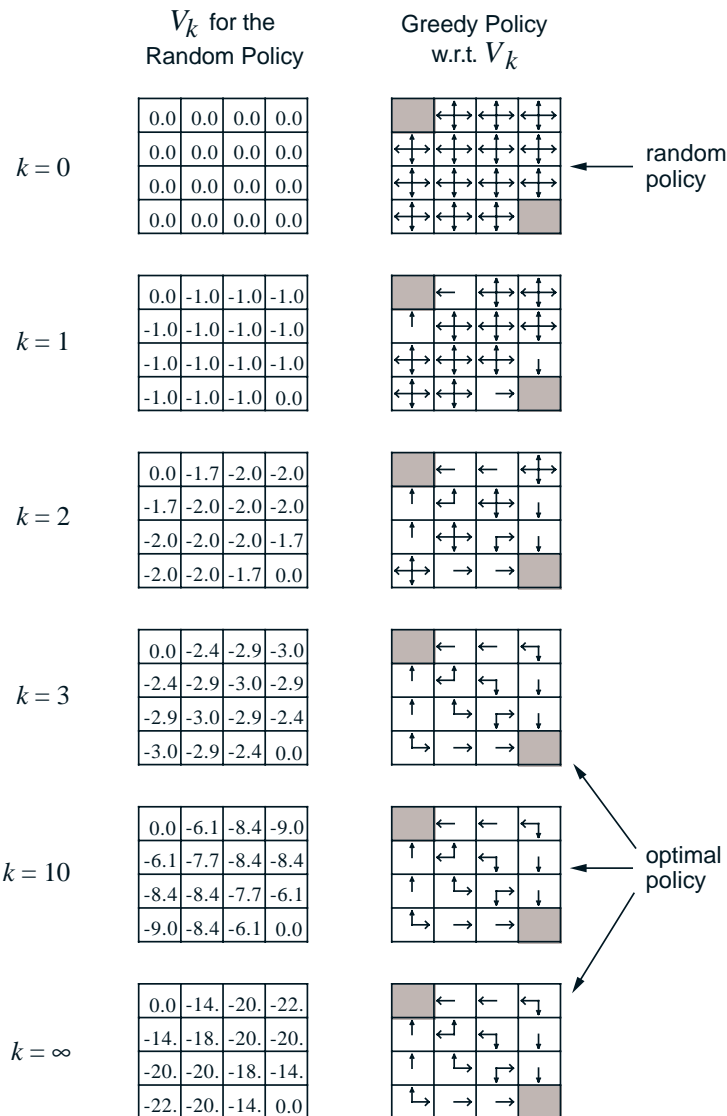 V_k for the
Random Policy
Greedy Policy
w.r.t. V_k
k = 0
0.0 0.0 0.0 0.0
0.0 0.0 0.0 0.0
0.0 0.0 0.0 0.0
0.0 0.0 0.0 0.0
random
policy
k = 1
0.0 -1.0 -1.0 -1.0
-1.0 -1.0 -1.0 -1.0
-1.0 -1.0 -1.0 -1.0
-1.0 -1.0 -1.0 0.0
k = 2
0.0 -1.7 -2.0 -2.0
-1.7 -2.0 -2.0 -2.0
-2.0 -2.0 -2.0 -1.7
-2.0 -2.0 -1.7 0.0
k = 3
0.0 -2.4 -2.9 -3.0
-2.4 -2.9 -3.0 -2.9
-2.9 -3.0 -2.9 -2.4
-3.0 -2.9 -2.4 0.0
k = 10
0.0 -6.1 -8.4 -9.0
-6.1 -7.7 -8.4 -8.4
-8.4 -8.4 -7.7 -6.1
-9.0 -8.4 -6.1 0.0
optimal
policy
k = ∞
0.0 -14. -20. -22.
-14. -18. -20. -20.
-20. -20. -18. -14.
-22. -20. -14. 0.0